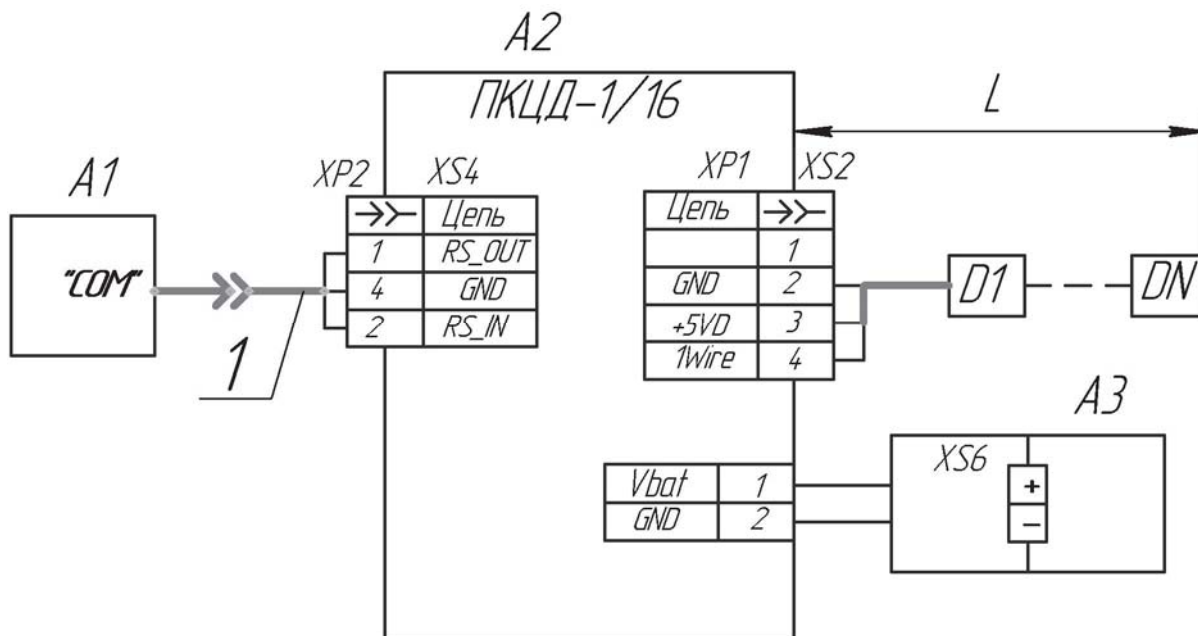 A2
ПКЦД-1/16
L
A1
XP2 XS4
XP1 XS2
Цепь
Цепь
1 RS_OUT
1
"COM"
4 GND
GND 2
D1
DN
2 RS_IN
+5VD 3
1Wire 4
1
A3
XS6
Vbat 1
+
GND 2
−